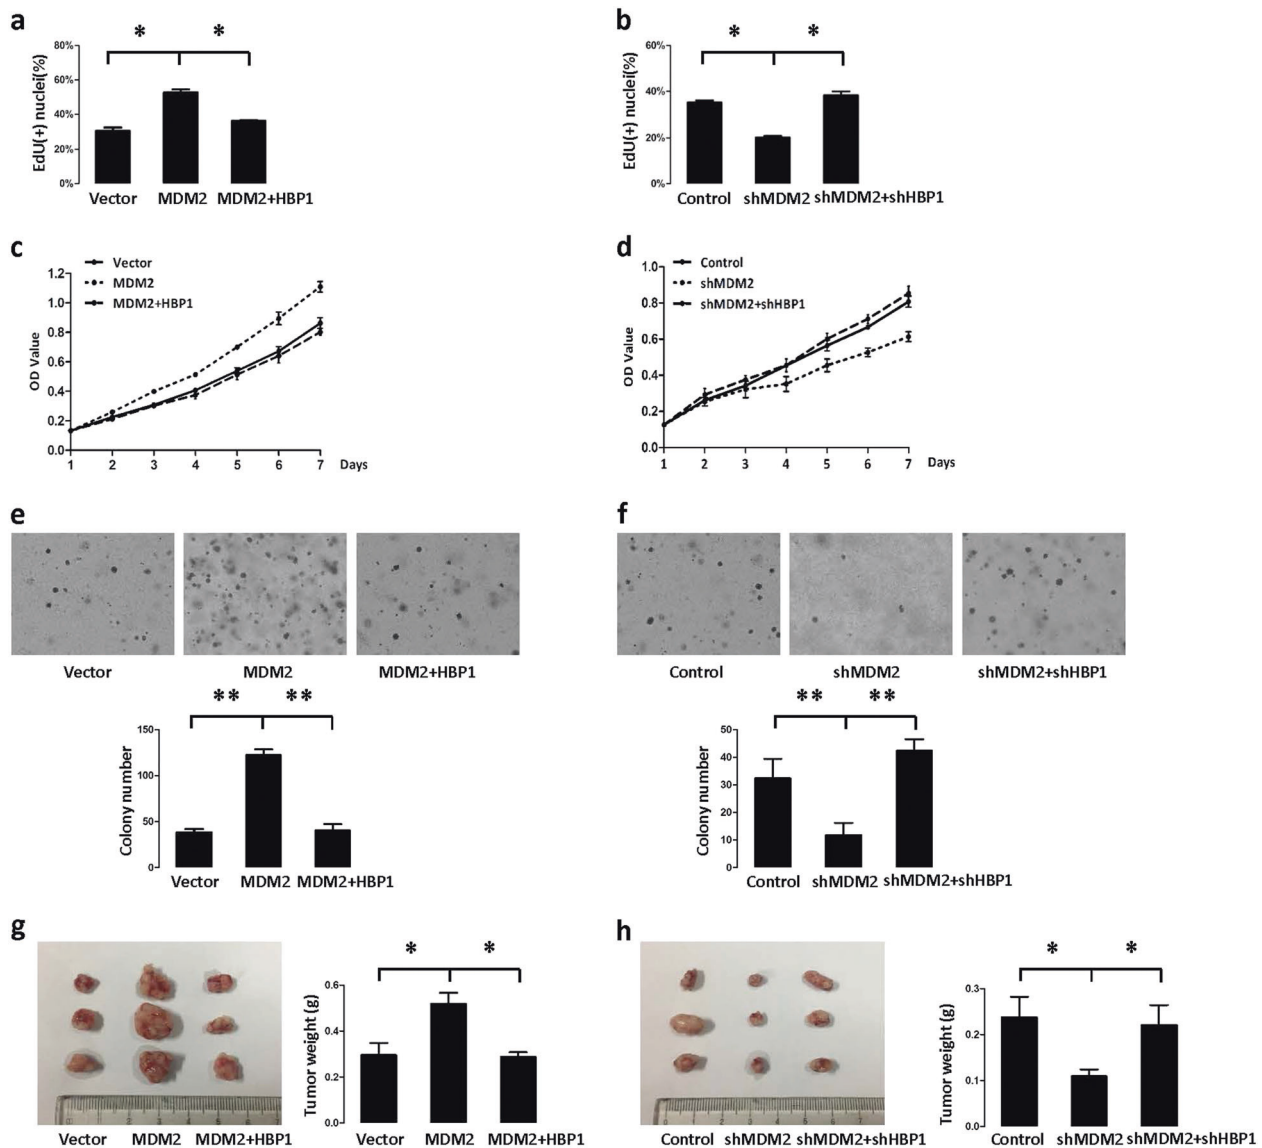 a
* *
80%
60%
40%
20%
0%
EdU(+) nuclei(%)
Vector MDM2 MDM2+HBP1
b
* *
60%
40%
20%
0%
EdU(+) nuclei(%)
Control shMDM2 shMDM2+shHBP1
c
Vector
MDM2
MDM2+HBP1
1.2
1.0
0.8
0.6
0.4
0.2
0.0
OD Value
1 2 3 4 5 6 7 Days
d
Control
shMDM2
shMDM2+shHBP1
1.0
0.8
0.6
0.4
0.2
0.0
OD Value
1 2 3 4 5 6 7 Days
e
Vector MDM2 MDM2+HBP1
** **
150
100
50
0
Colony number
Vector MDM2 MDM2+HBP1
f
Control shMDM2 shMDM2+shHBP1
** **
50
40
30
20
10
0
Colony number
Control shMDM2 shMDM2+shHBP1
g
Vector MDM2 MDM2+HBP1
* *
0.6
0.4
0.2
0.0
Tumor weight (g)
Vector MDM2 MDM2+HBP1
h
Control shMDM2 shMDM2+shHBP1
* *
0.3
0.2
0.1
0.0
Tumor weight (g)
Control shMDM2 shMDM2+shHBP1